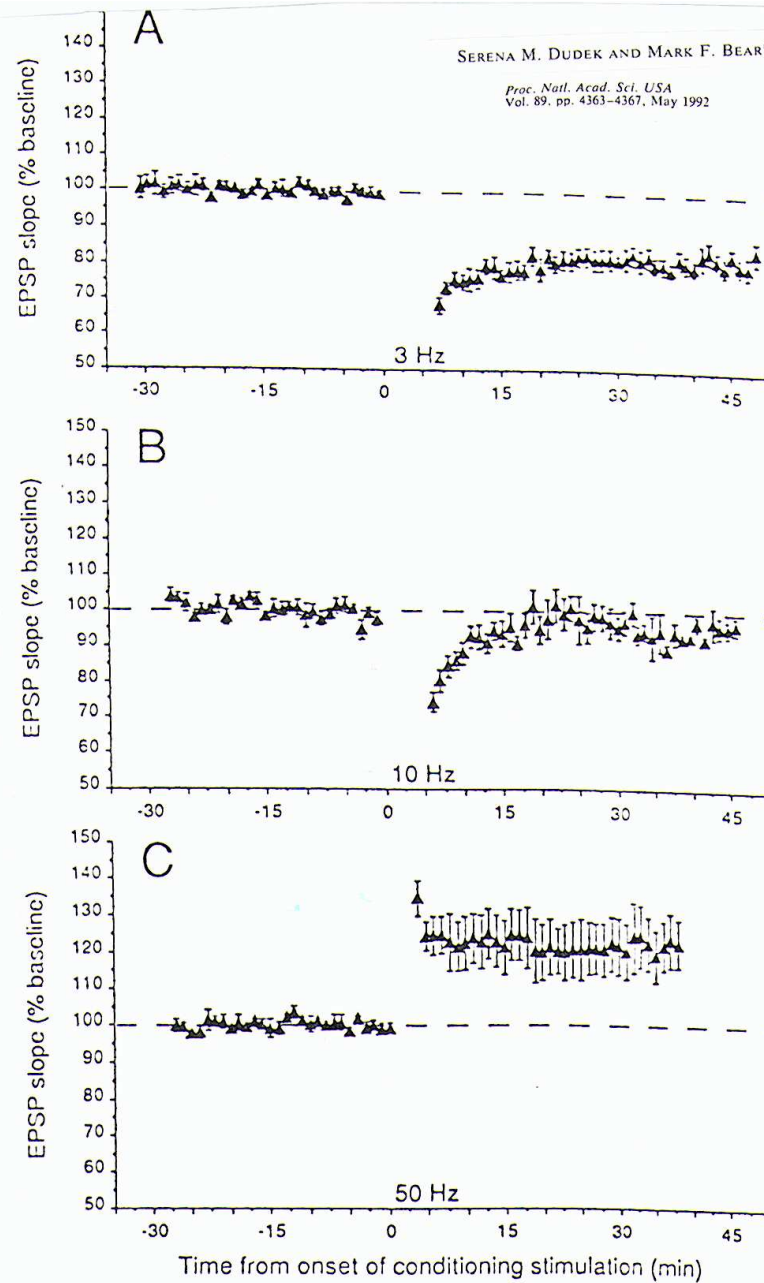 A
SERENA M. DUDEK AND MARK F. BEAR
Proc. Natl. Acad. Sci. USA
Vol. 89, pp. 4363-4367, May 1992
EPSP slope (% baseline)
140
130
120
110
100
90
80
70
60
50
3 Hz
-30 -15 0 15 30 45
B
EPSP slope (% baseline)
150
140
130
120
110
100
90
80
70
60
50
10 Hz
-30 -15 0 15 30 45
C
EPSP slope (% baseline)
150
140
130
120
110
100
90
80
70
60
50
50 Hz
-30 -15 0 15 30 45
Time from onset of conditioning stimulation (min)